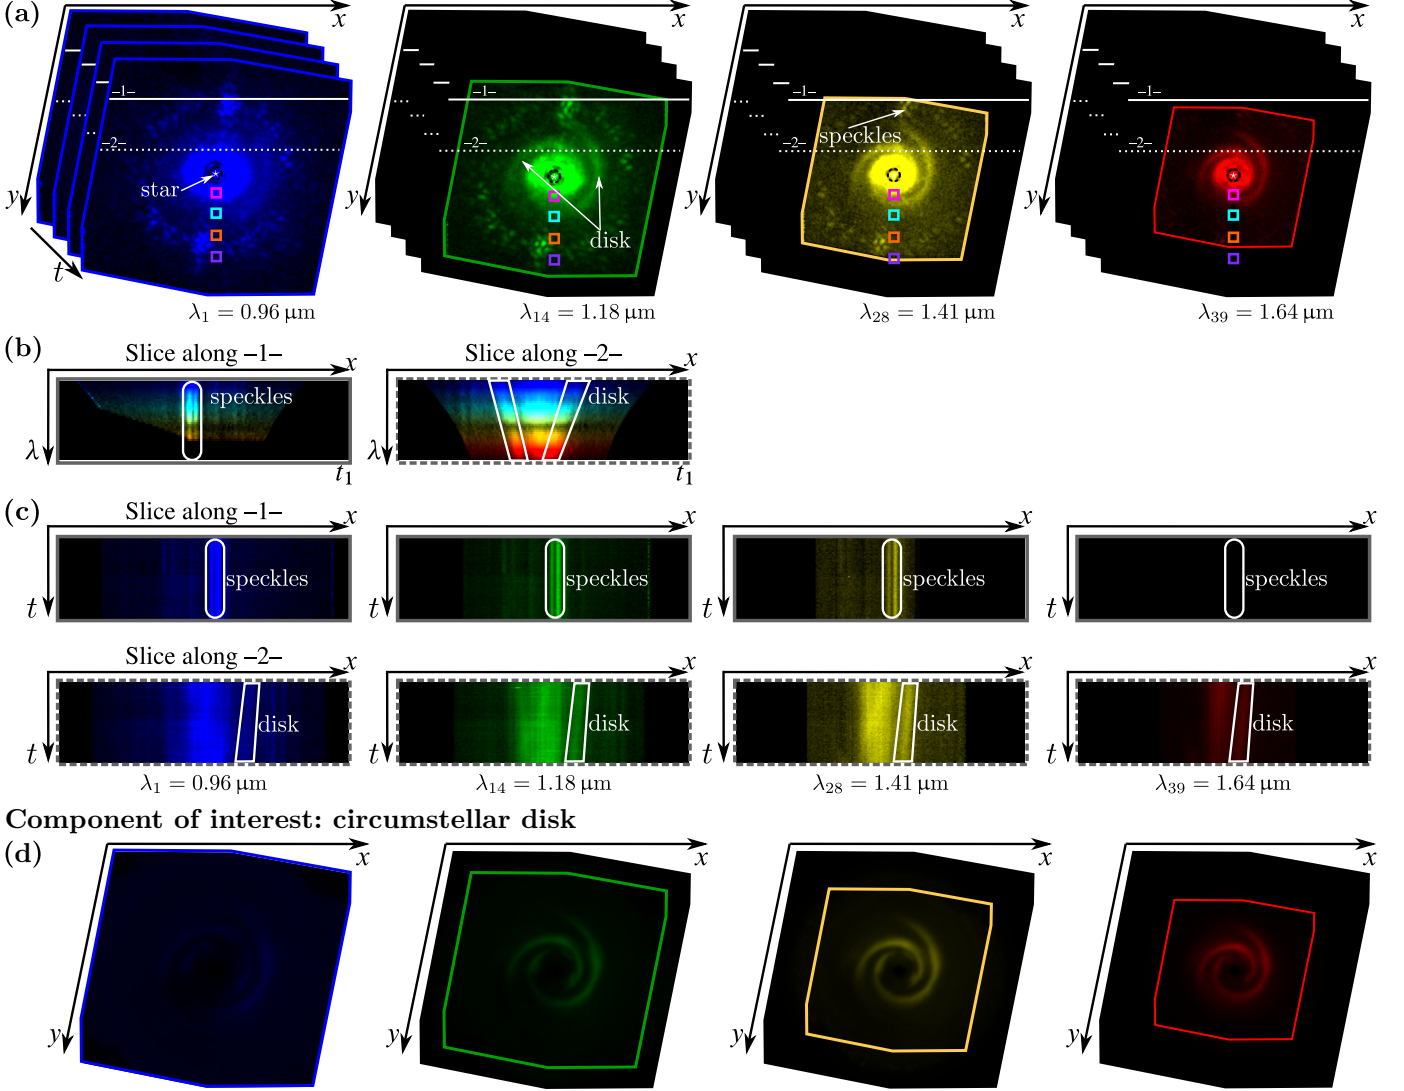 (a)
x x x x
–1– –1– –1– –1–
speckles
–2– –2– –2– –2–
star
disk
y y y y
t
λ₁ = 0.96 µm λ₁₄ = 1.18 µm λ₂₈ = 1.41 µm λ₃₉ = 1.64 µm
(b)
Slice along –1– x Slice along –2– x
speckles disk
λ λ
t₁ t₁
(c)
Slice along –1– x x x x
speckles speckles speckles speckles
t t t t
Slice along –2– x x x x
disk disk disk disk
t t t t
λ₁ = 0.96 µm λ₁₄ = 1.18 µm λ₂₈ = 1.41 µm λ₃₉ = 1.64 µm
Component of interest: circumstellar disk
(d)
x x x x
y y y y